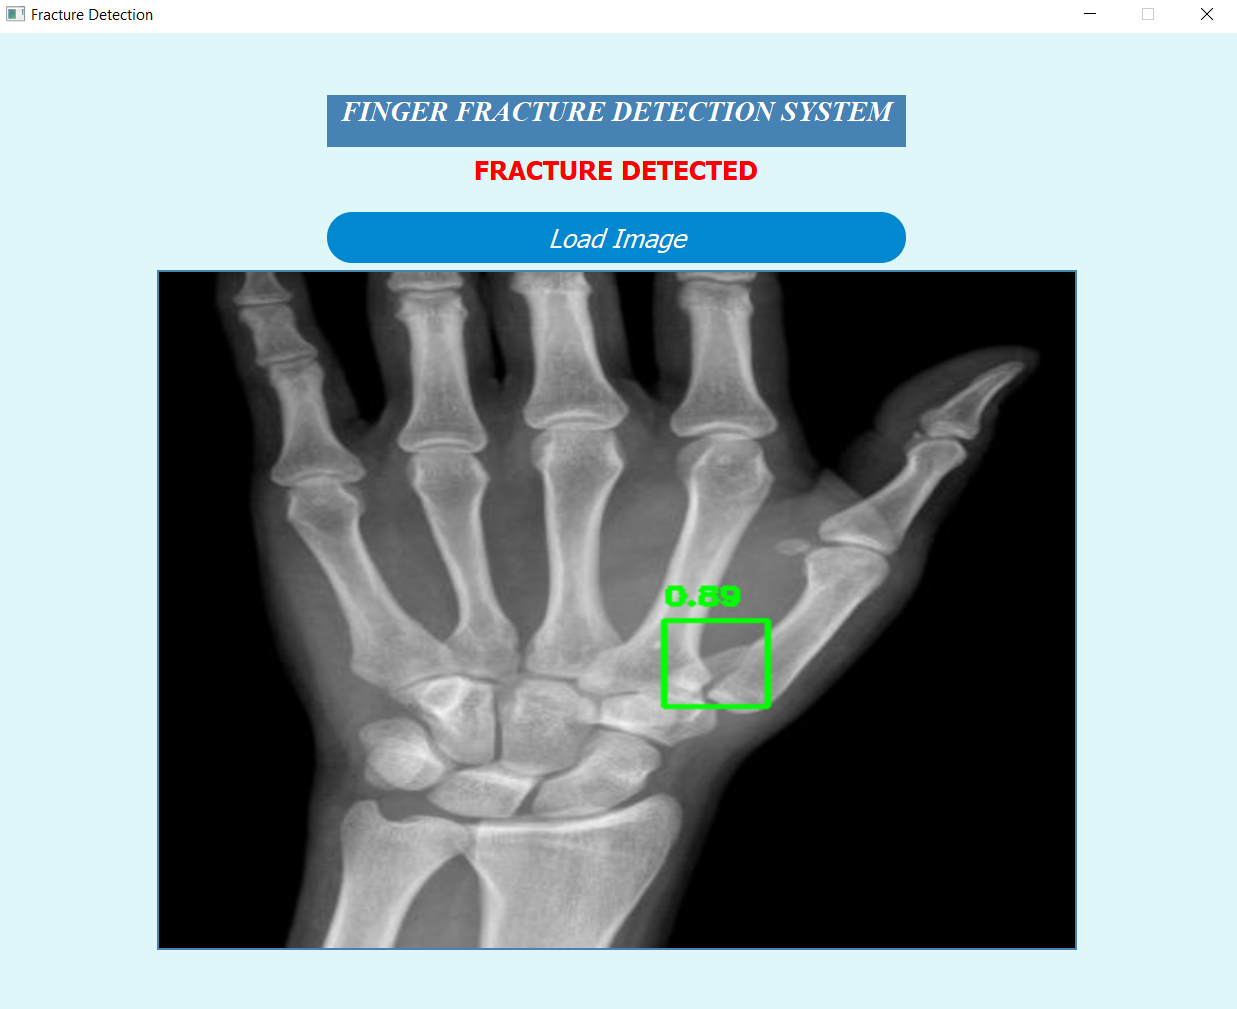 Fracture Detection
FINGER FRACTURE DETECTION SYSTEM
FRACTURE DETECTED
Load Image
0.89